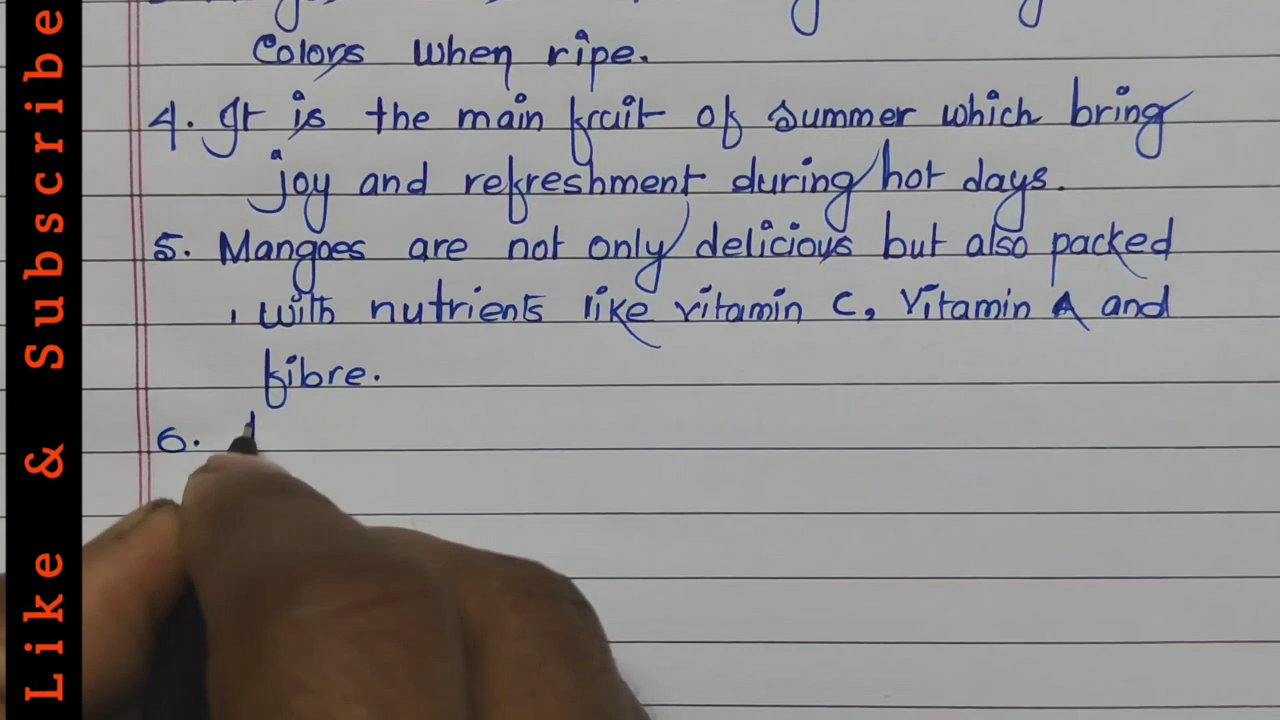 Colors when ripe.
4. It is the main fruit of summer which bring
joy and refreshment during hot days.
5. Mangoes are not only delicious but also packed
with nutrients like vitamin C, Vitamin A and
fibre.
6.
Like & Subscribe